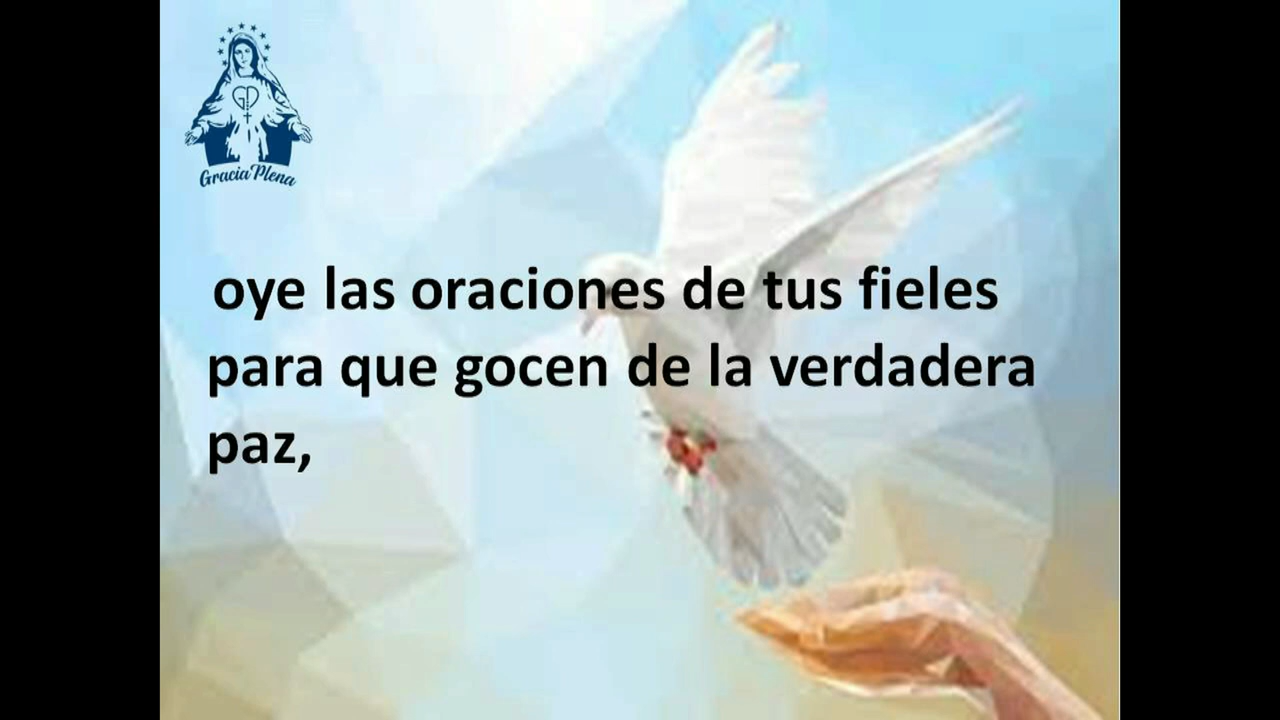 Gracia Plena
oye las oraciones de tus fieles
para que gocen de la verdadera
paz,